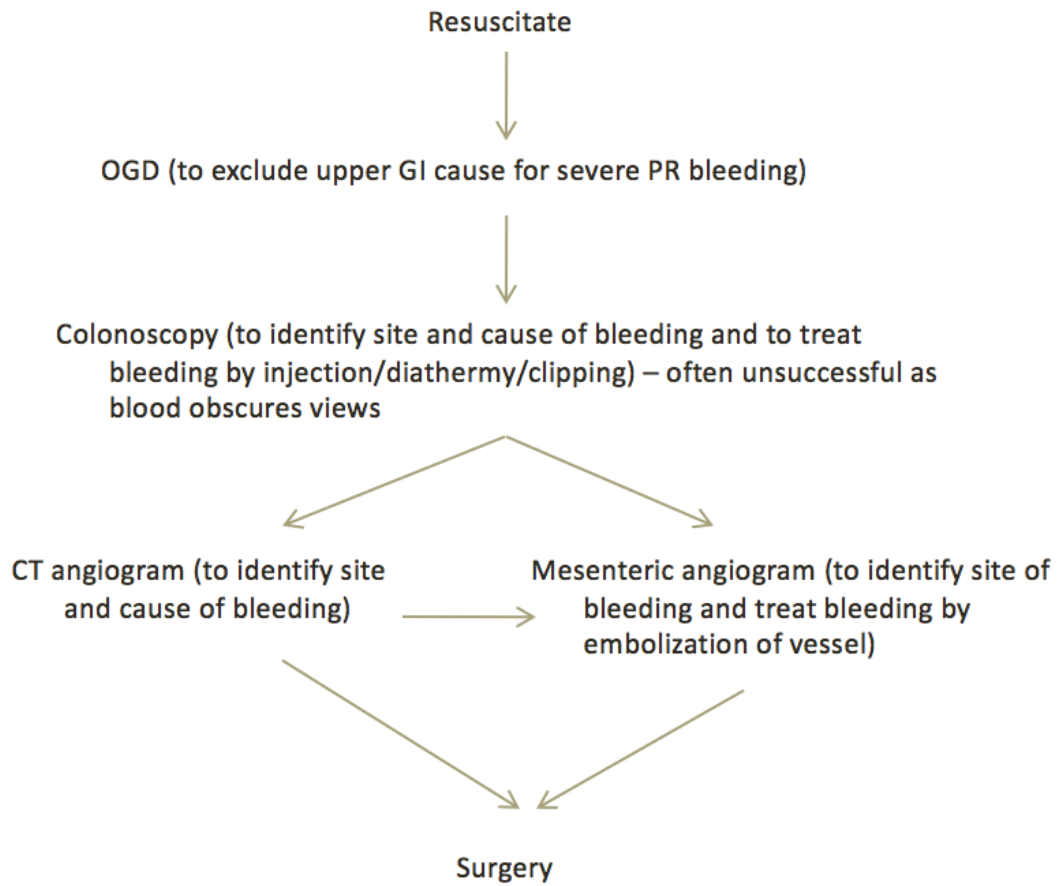 Resuscitate
OGD (to exclude upper GI cause for severe PR bleeding)
Colonoscopy (to identify site and cause of bleeding and to treat
bleeding by injection/diathermy/clipping) – often unsuccessful as
blood obscures views
CT angiogram (to identify site
and cause of bleeding)
Mesenteric angiogram (to identify site of
bleeding and treat bleeding by
embolization of vessel)
Surgery